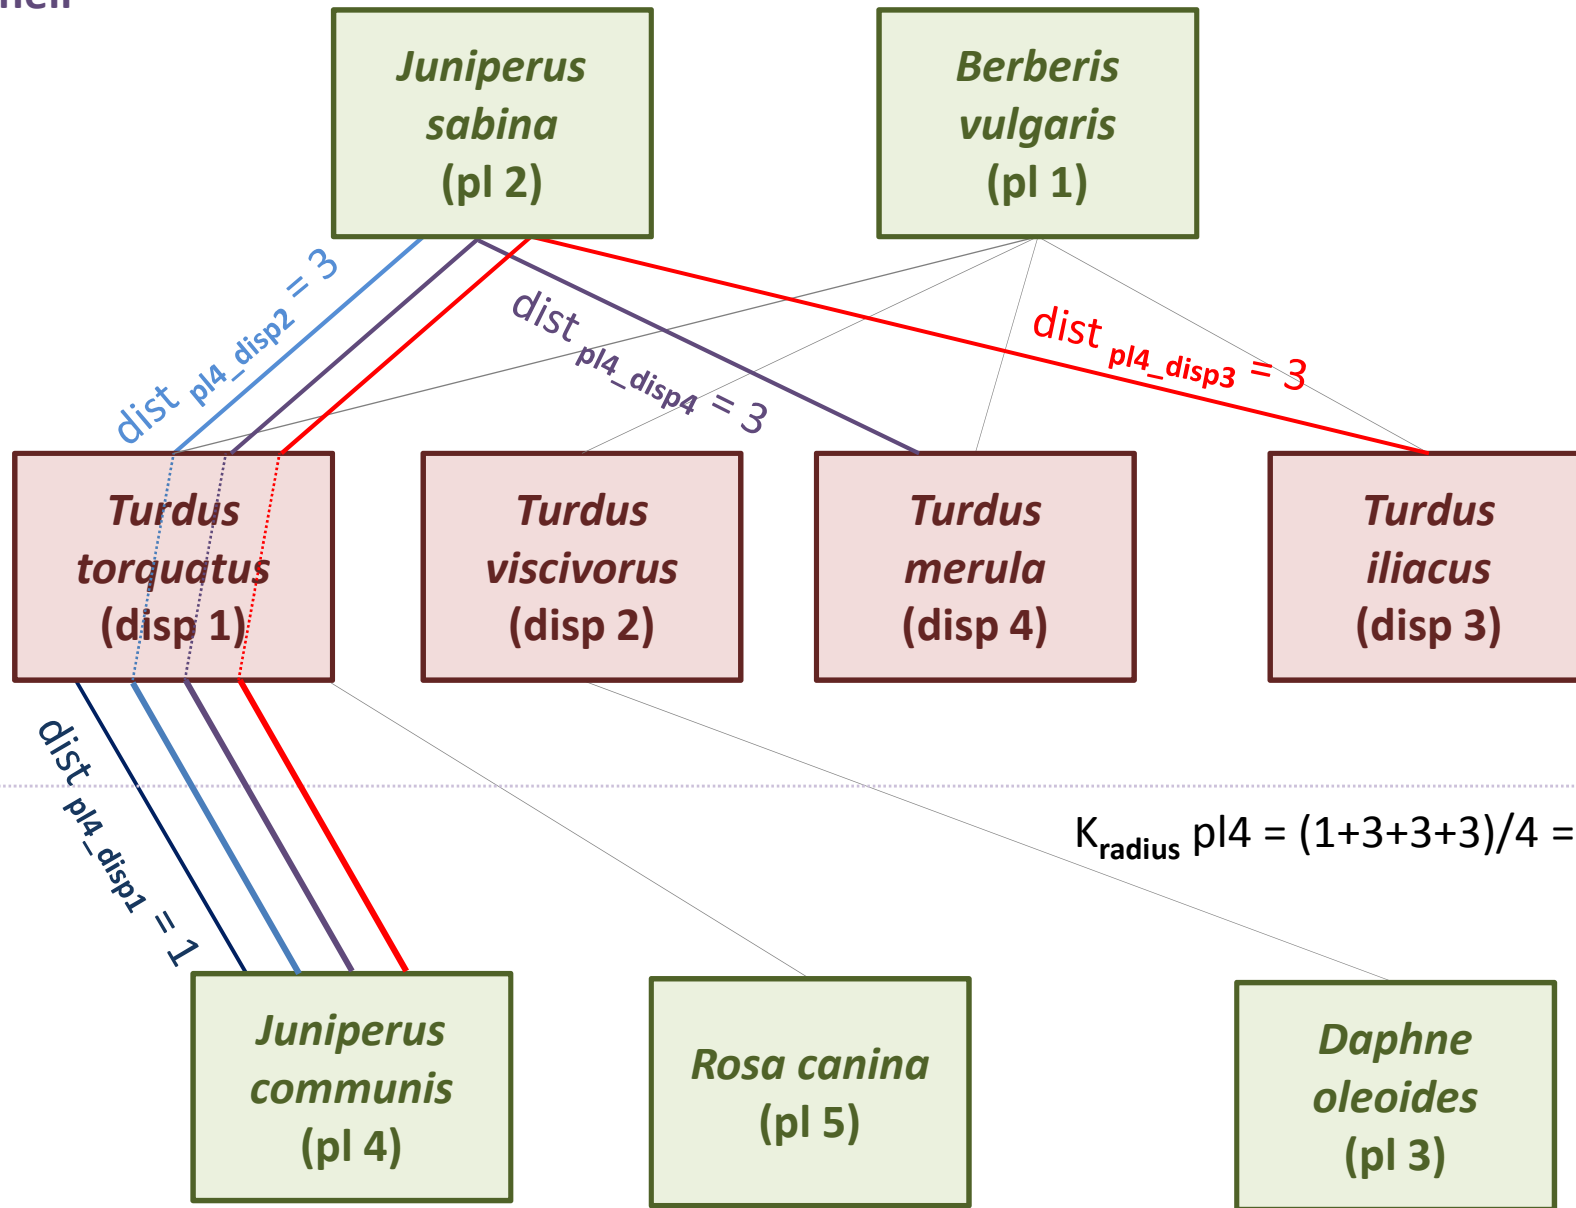 Juniperus
sabina
(pl 2)
Berberis
vulgaris
(pl 1)
dist pl4_disp2 = 3
dist pl4_disp4 = 3
dist pl4_disp3 = 3
Turdus
torquatus
(disp 1)
Turdus
viscivorus
(disp 2)
Turdus
merula
(disp 4)
Turdus
iliacus
(disp 3)
dist pl4_disp1 = 1
Kradius pl4 = (1+3+3+3)/4 =
Juniperus
communis
(pl 4)
Rosa canina
(pl 5)
Daphne
oleoides
(pl 3)